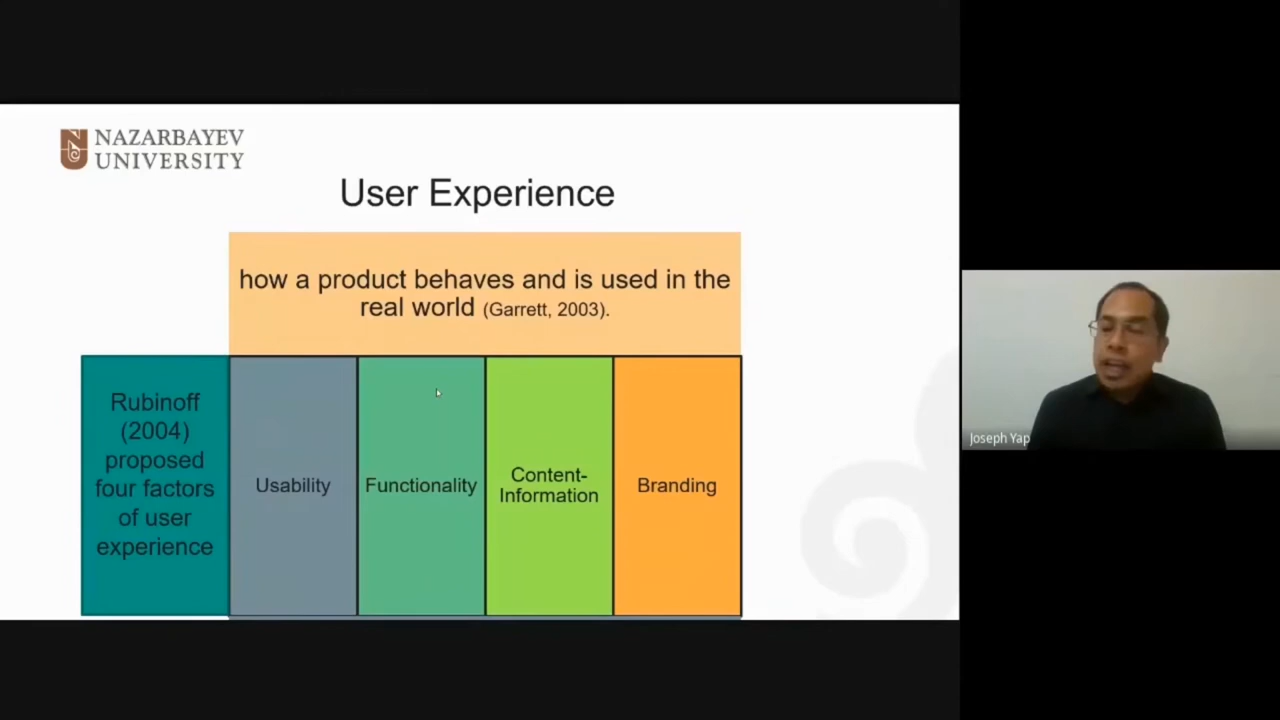 NAZARBAYEV
UNIVERSITY
User Experience
how a product behaves and is used in the
real world (Garrett, 2003).
Rubinoff
(2004)
proposed
four factors
of user
experience
Usability
Functionality
Content-
Information
Branding
Joseph Yap